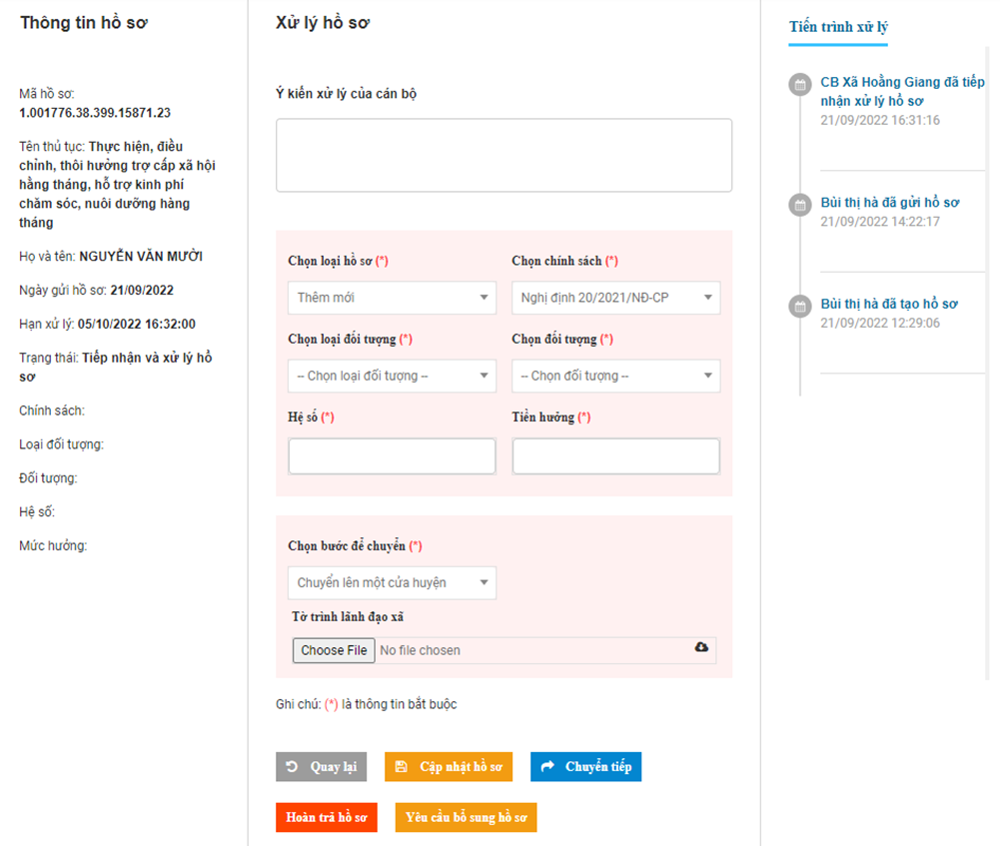 Thông tin hồ sơ
Mã hồ sơ:
1.001776.38.399.15871.23
Tên thủ tục: Thực hiện, điều
chỉnh, thôi hưởng trợ cấp xã hội
hằng tháng, hỗ trợ kinh phí
chăm sóc, nuôi dưỡng hàng
tháng
Họ và tên: NGUYỄN VĂN MƯỜI
Ngày gửi hồ sơ: 21/09/2022
Hạn xử lý: 05/10/2022 16:32:00
Trạng thái: Tiếp nhận và xử lý hồ
sơ
Chính sách:
Loại đối tượng:
Đối tượng:
Hệ số:
Mức hưởng:
Xử lý hồ sơ
Ý kiến xử lý của cán bộ
Chọn loại hồ sơ (*)
Chọn chính sách (*)
Thêm mới
Nghị định 20/2021/NĐ-CP
Chọn loại đối tượng (*)
Chọn đối tượng (*)
-- Chọn loại đối tượng --
-- Chọn đối tượng --
Hệ số (*)
Tiền hưởng (*)
Chọn bước để chuyển (*)
Chuyển lên một cửa huyện
Tờ trình lãnh đạo xã
Choose File No file chosen
Ghi chú: (*) là thông tin bắt buộc
Quay lại
Cập nhật hồ sơ
Chuyển tiếp
Hoàn trả hồ sơ
Yêu cầu bổ sung hồ sơ
Tiến trình xử lý
CB Xã Hoằng Giang đã tiếp
nhận xử lý hồ sơ
21/09/2022 16:31:16
Bùi thị hà đã gửi hồ sơ
21/09/2022 14:22:17
Bùi thị hà đã tạo hồ sơ
21/09/2022 12:29:06